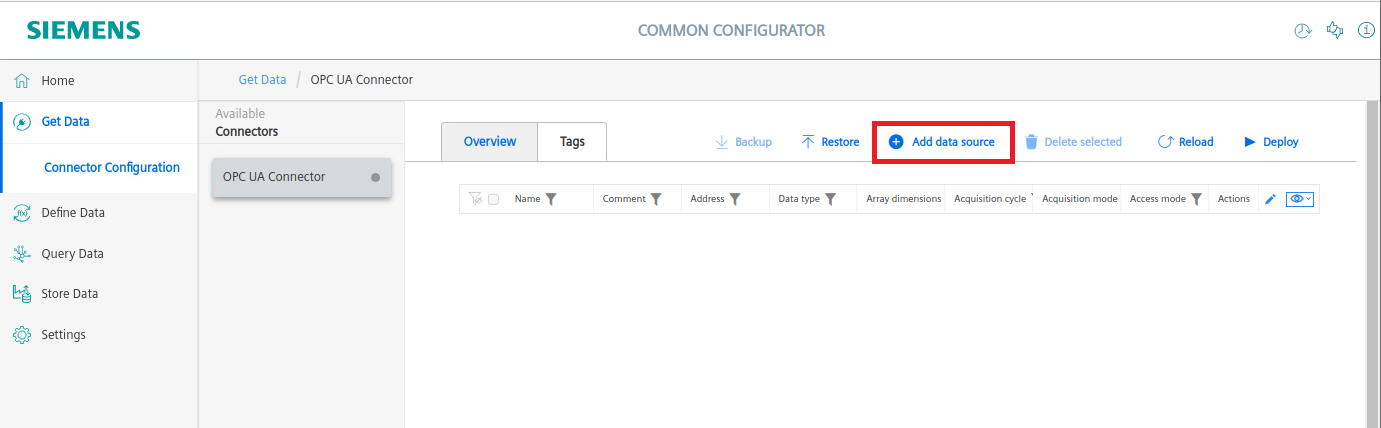 SIEMENS
COMMON CONFIGURATOR
Home
Get Data
Connector Configuration
Define Data
Query Data
Store Data
Settings
Get Data / OPC UA Connector
Available
Connectors
OPC UA Connector
Overview Tags Backup Restore Add data source Delete selected Reload Deploy
Name Comment Address Data type Array dimensions Acquisition cycle Acquisition mode Access mode Actions